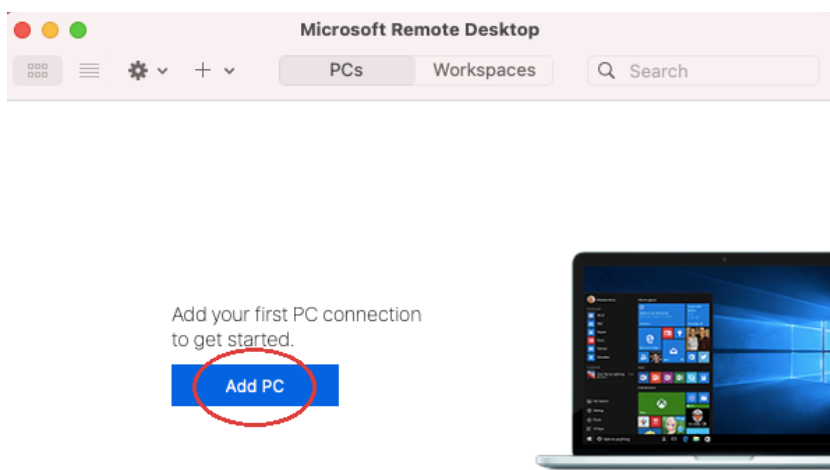 Microsoft Remote Desktop
PCs
Workspaces
Search
Add your first PC connection
to get started.
Add PC